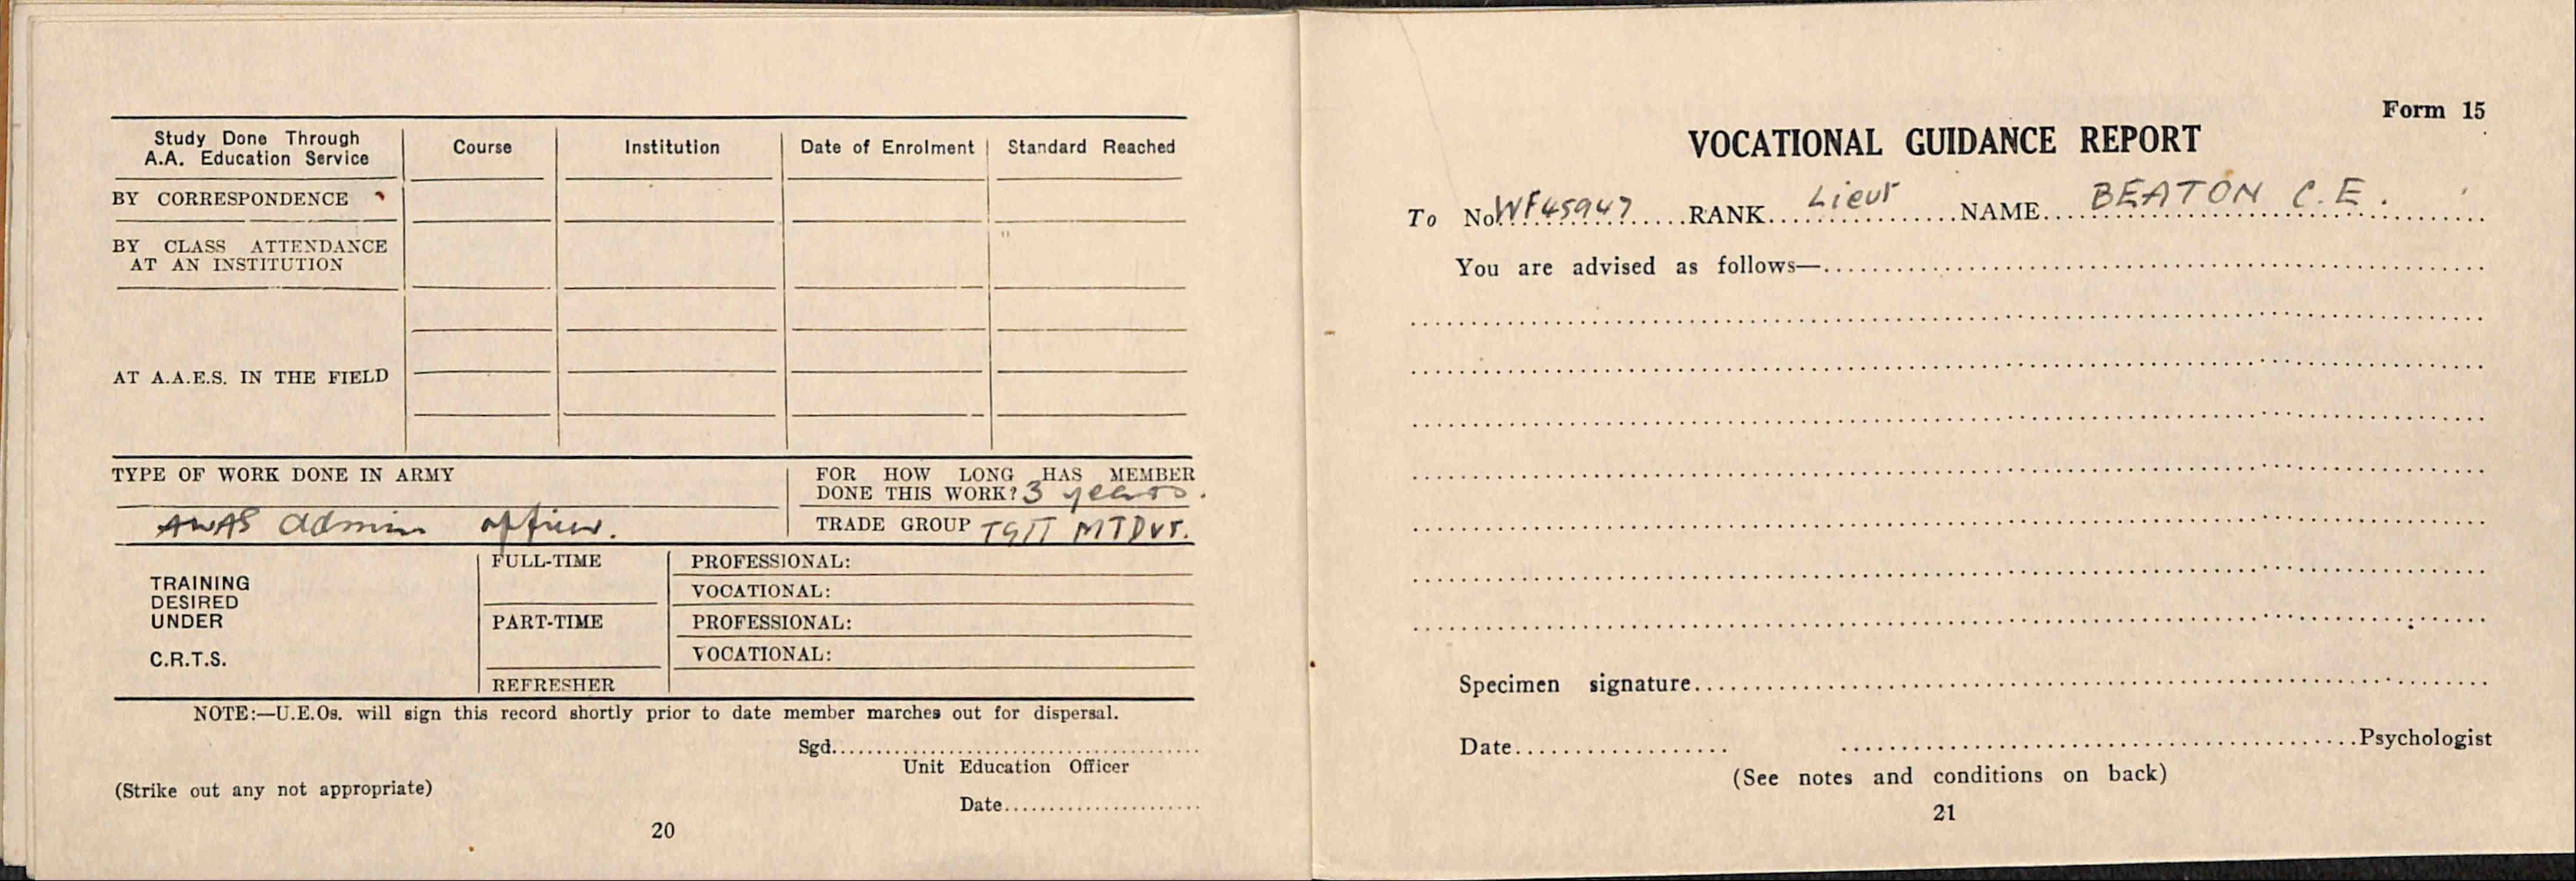 Study Done Through
A.A. Education Service
Course
Institution
Date of Enrolment
Standard Reached
BY CORRESPONDENCE
BY CLASS ATTENDANCE
AT AN INSTITUTION
AT A.A.E.S. IN THE FIELD
TYPE OF WORK DONE IN ARMY
AWAS admin officer.
FOR HOW LONG HAS MEMBER
DONE THIS WORK? 3 years.
TRADE GROUP TGII MTDvr.
TRAINING
DESIRED
UNDER
C.R.T.S.
FULL-TIME
PROFESSIONAL:
VOCATIONAL:
PART-TIME
PROFESSIONAL:
VOCATIONAL:
REFRESHER
NOTE:—U.E.Os. will sign this record shortly prior to date member marches out for dispersal.
Sgd.......................................
Unit Education Officer
(Strike out any not appropriate)
Date.....................
20
Form 15
VOCATIONAL GUIDANCE REPORT
To No. WF45947 RANK Lieut NAME BEATON C.E.
You are advised as follows—
Specimen signature
Date.................. ..................Psychologist
(See notes and conditions on back)
21